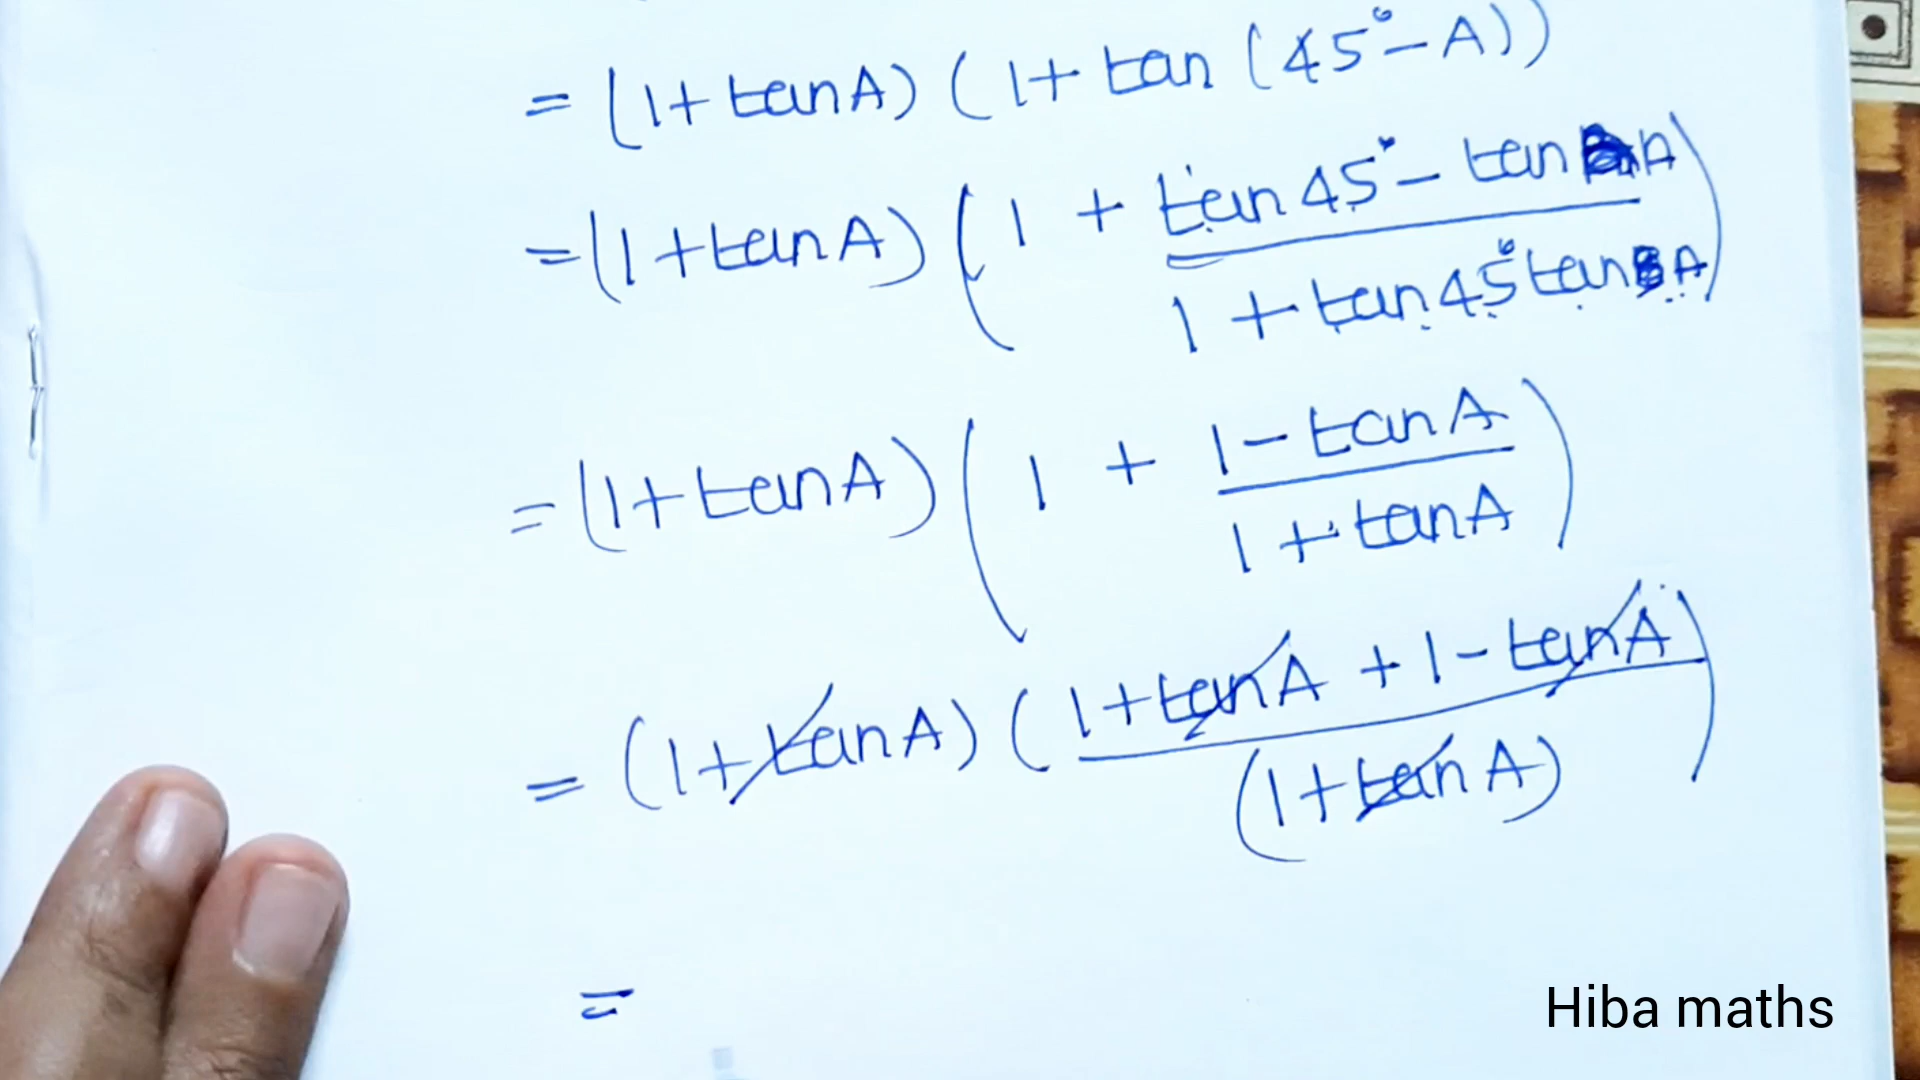 = (1+tanA) (1+ tan (45°-A))
= (1+tanA) (1 + tan 45° - tan A
1 + tan 45° tan A)
= (1+tanA) (1 + 1 - tanA
1 + tanA)
= (1+tanA) (1+tanA + 1 - tanA)
(1+tanA)
=
Hiba maths